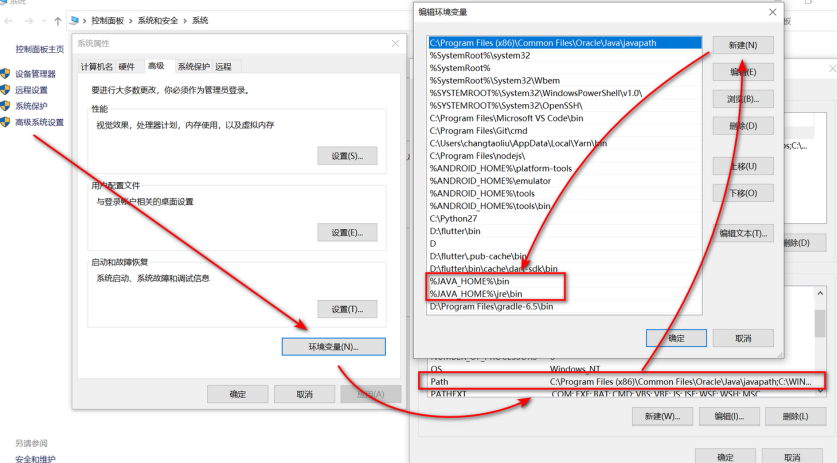 系统
控制面板 > 系统和安全 > 系统
控制面板主页
设备管理器
远程设置
系统保护
高级系统设置
另请参阅
安全和维护
系统属性
计算机名 硬件 高级 系统保护 远程
要进行大多数更改，你必须作为管理员登录。
性能
视觉效果，处理器计划，内存使用，以及虚拟内存
设置(S)...
用户配置文件
与登录帐户相关的桌面设置
设置(E)...
启动和故障恢复
系统启动、系统故障和调试信息
设置(T)...
环境变量(N)...
确定 取消 应用(A)
编辑环境变量
C:\Program Files (x86)\Common Files\Oracle\Java\javapath
%SystemRoot%\system32
%SystemRoot%
%SystemRoot%\System32\Wbem
%SYSTEMROOT%\System32\WindowsPowerShell\v1.0\
%SYSTEMROOT%\System32\OpenSSH\
C:\Program Files\Microsoft VS Code\bin
C:\Program Files\Git\cmd
C:\Users\changtaoliu\AppData\Local\Yarn\bin
C:\Program Files\nodejs\
%ANDROID_HOME%\platform-tools
%ANDROID_HOME%\emulator
%ANDROID_HOME%\tools
%ANDROID_HOME%\tools\bin
C:\Python27
D:\flutter\bin
D
D:\flutter\.pub-cache\bin
D:\flutter\bin\cache\dart-sdk\bin
%JAVA_HOME%\bin
%JAVA_HOME%\jre\bin
D:\Program Files\gradle-6.5\bin
新建(N)
编辑(E)
浏览(B)...
删除(D)
上移(U)
下移(O)
编辑文本(T)...
确定 取消
ps;C:\...
删除(D)
NUMBER_OF_PROCESSORS 8
OS Windows_NT
Path C:\Program Files (x86)\Common Files\Oracle\Java\javapath;C:\WIN...
PATHEXT .COM;.EXE;.BAT;.CMD;.VBS;.VBE;.JS;.JSE;.WSF;.WSH;.MSC
新建(W)... 编辑(I)... 删除(L)
确定 取消